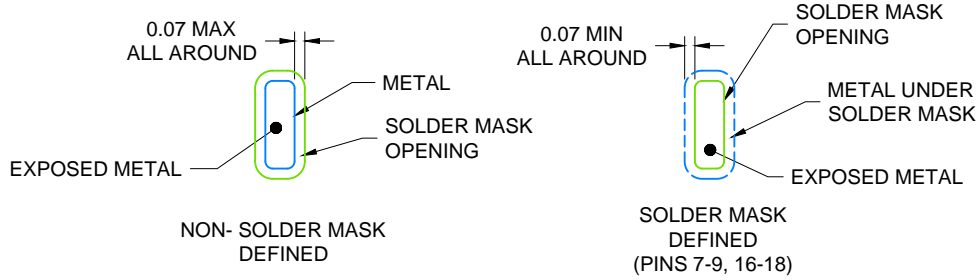 0.07 MAX
ALL AROUND
METAL
SOLDER MASK
OPENING
EXPOSED METAL
NON- SOLDER MASK
DEFINED
0.07 MIN
ALL AROUND
SOLDER MASK
OPENING
METAL UNDER
SOLDER MASK
EXPOSED METAL
SOLDER MASK
DEFINED
(PINS 7-9, 16-18)